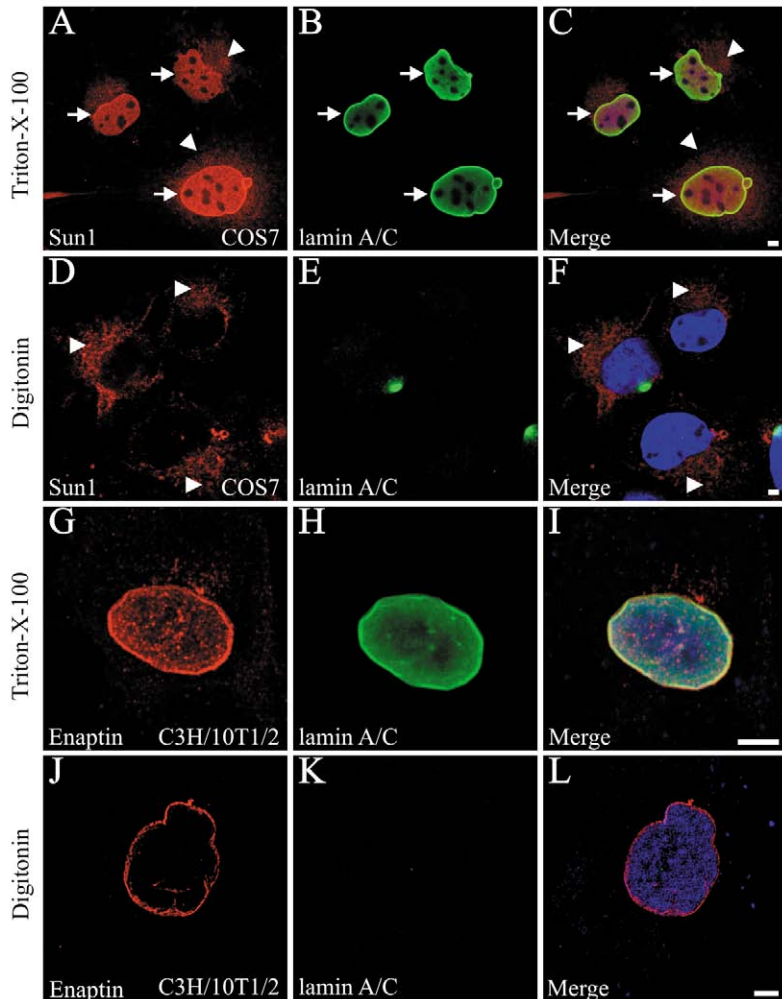 Triton-X-100
A
B
C
Sun1 COS7
lamin A/C
Merge
Digitonin
D
E
F
Sun1 COS7
lamin A/C
Merge
Triton-X-100
G
H
I
Enaptin C3H/10T1/2
lamin A/C
Merge
Digitonin
J
K
L
Enaptin C3H/10T1/2
lamin A/C
Merge